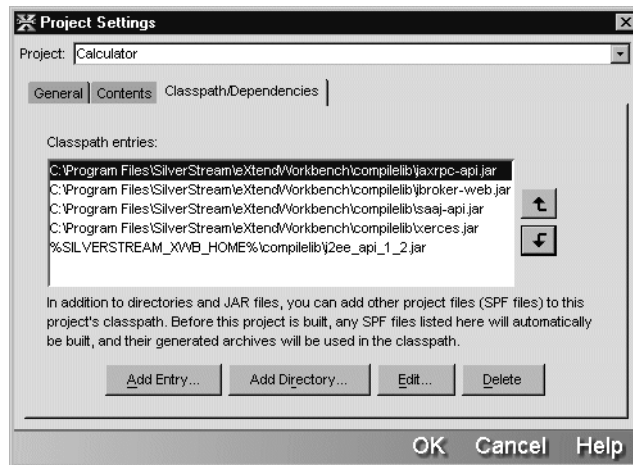 Project Settings
Project: Calculator
General Contents Classpath/Dependencies
Classpath entries:
C:\Program Files\SilverStream\eXtendWorkbench\compilelib\jaxrpc-api.jar
C:\Program Files\SilverStream\eXtendWorkbench\compilelib\jbroker-web.jar
C:\Program Files\SilverStream\eXtendWorkbench\compilelib\saaj-api.jar
C:\Program Files\SilverStream\eXtendWorkbench\compilelib\xerces.jar
%SILVERSTREAM_XWB_HOME%\compilelib\j2ee_api_1_2.jar
In addition to directories and JAR files, you can add other project files (SPF files) to this
project's classpath. Before this project is built, any SPF files listed here will automatically
be built, and their generated archives will be used in the classpath.
Add Entry... Add Directory... Edit... Delete
OK Cancel Help